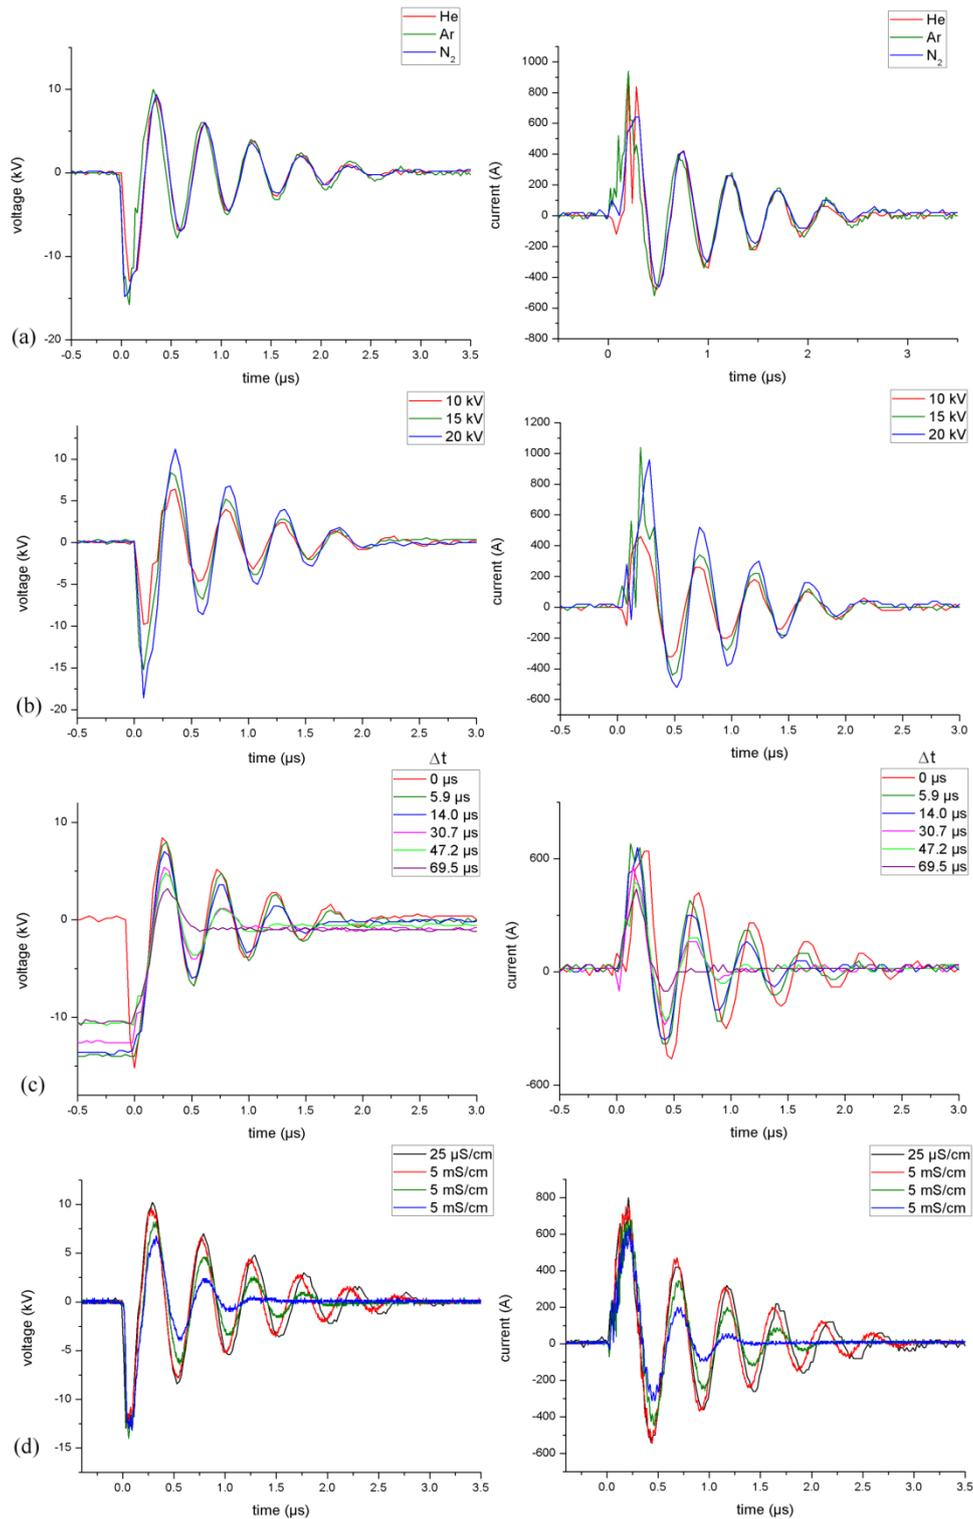 He
Ar
N₂
10
0
-10
-20
voltage (kV)
-0.5 0.0 0.5 1.0 1.5 2.0 2.5 3.0 3.5
time (µs)
(a)
He
Ar
N₂
1000
800
600
400
200
0
-200
-400
-600
-800
current (A)
0 1 2 3
time (µs)
10 kV
15 kV
20 kV
10
5
0
-5
-10
-15
-20
voltage (kV)
-0.5 0.0 0.5 1.0 1.5 2.0 2.5 3.0
time (µs)
(b)
10 kV
15 kV
20 kV
1200
1000
800
600
400
200
0
-200
-400
-600
current (A)
-0.5 0.0 0.5 1.0 1.5 2.0 2.5 3.0
time (µs)
Δt
0 µs
5.9 µs
14.0 µs
30.7 µs
47.2 µs
69.5 µs
10
0
-10
voltage (kV)
-0.5 0.0 0.5 1.0 1.5 2.0 2.5 3.0
time (µs)
(c)
Δt
0 µs
5.9 µs
14.0 µs
30.7 µs
47.2 µs
69.5 µs
600
0
-600
current (A)
-0.5 0.0 0.5 1.0 1.5 2.0 2.5 3.0
time (µs)
25 µS/cm
5 mS/cm
5 mS/cm
5 mS/cm
10
5
0
-5
-10
-15
voltage (kV)
0.0 0.5 1.0 1.5 2.0 2.5 3.0 3.5
time (µs)
(d)
25 µS/cm
5 mS/cm
5 mS/cm
5 mS/cm
800
600
400
200
0
-200
-400
-600
current (A)
0.0 0.5 1.0 1.5 2.0 2.5 3.0 3.5
time (µs)